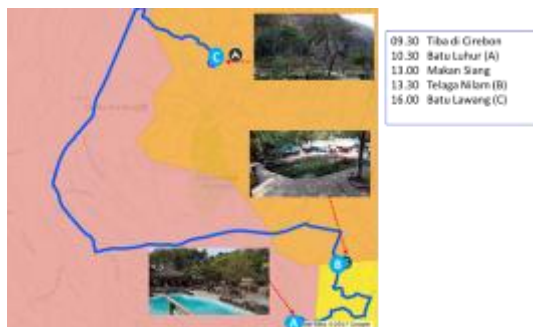 C
A
B
A
09.30 Tiba di Cirebon
10.30 Batu Luhur (A)
13.00 Makan Siang
13.30 Telaga Nilam (B)
16.00 Batu Lawang (C)